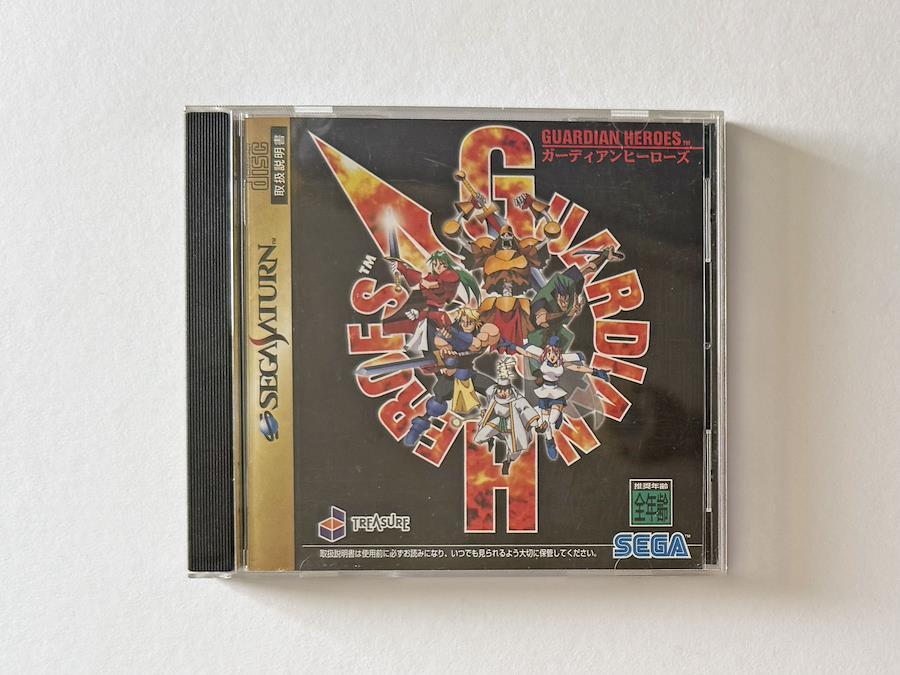 disc
取扱説明書
SEGA SATURN™
GUARDIAN HEROES™
ガーディアンヒーローズ
GUARDIAN
HEROES™
TREASURE
推奨年齢
全年齢
取扱説明書は使用前に必ずお読みになり、いつでも見られるよう大切に保管してください。
SEGA™